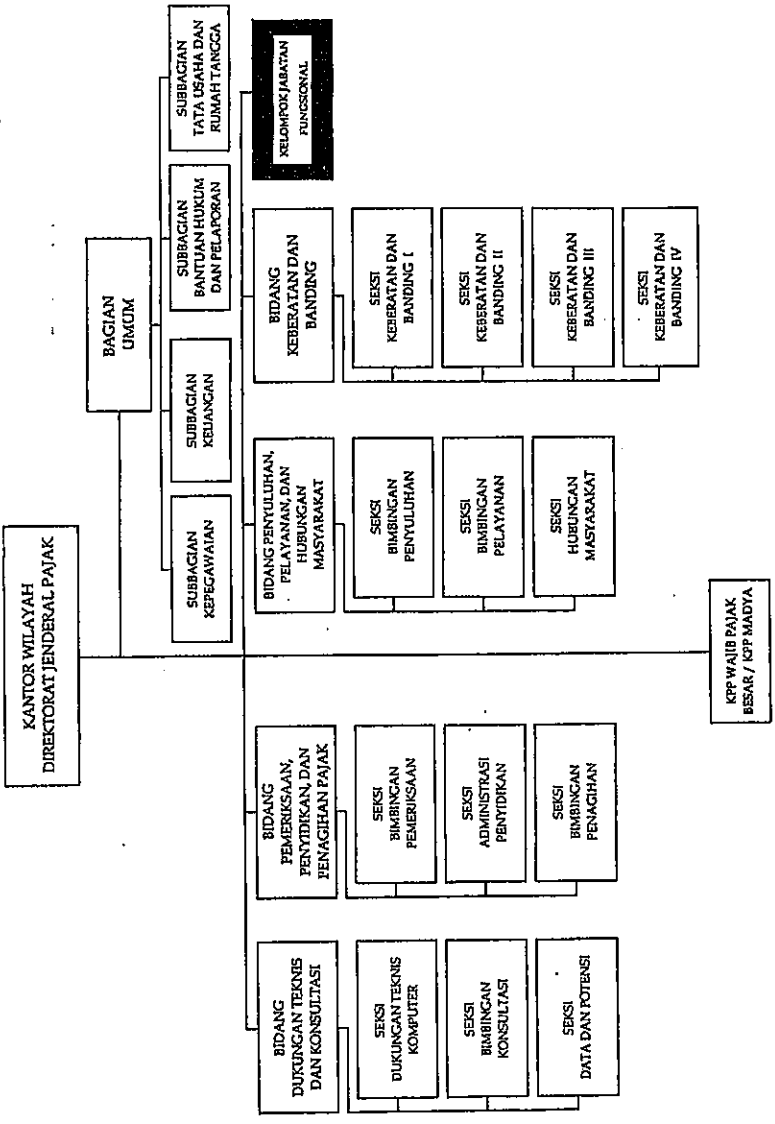 KANTOR WILAYAH
DIREKTORAT JENDERAL PAJAK
BAGIAN
UMUM
SUBBAGIAN
KEPEGAWAIAN
SUBBAGIAN
KEUANGAN
SUBBAGIAN
BANTUAN HUKUM
DAN PELAPORAN
SUBBAGIAN
TATA USAHA DAN
RUMAH TANGGA
BIDANG
DUKUNGAN TEKNIS
DAN KONSULTASI
SEKSI
DUKUNGAN TEKNIS
KOMPUTER
SEKSI
BIMBINGAN
KONSULTASI
SEKSI
DATA DAN POTENSI
BIDANG
PEMERIKSAAN,
PENYIDIKAN, DAN
PENAGIHAN PAJAK
SEKSI
BIMBINGAN
PEMERIKSAAN
SEKSI
ADMINISTRASI
PENYIDIKAN
SEKSI
BIMBINGAN
PENAGIHAN
BIDANG PENYULUHAN,
PELAYANAN, DAN
HUBUNGAN
MASYARAKAT
SEKSI
BIMBINGAN
PENYULUHAN
SEKSI
BIMBINGAN
PELAYANAN
SEKSI
HUBUNGAN
MASYARAKAT
BIDANG
KEBERATAN DAN
BANDING
SEKSI
KEBERATAN DAN
BANDING I
SEKSI
KEBERATAN DAN
BANDING II
SEKSI
KEBERATAN DAN
BANDING III
SEKSI
KEBERATAN DAN
BANDING IV
KELOMPOK JABATAN
FUNGSIONAL
KPP WAJIB PAJAK
BESAR / KPP MADYA